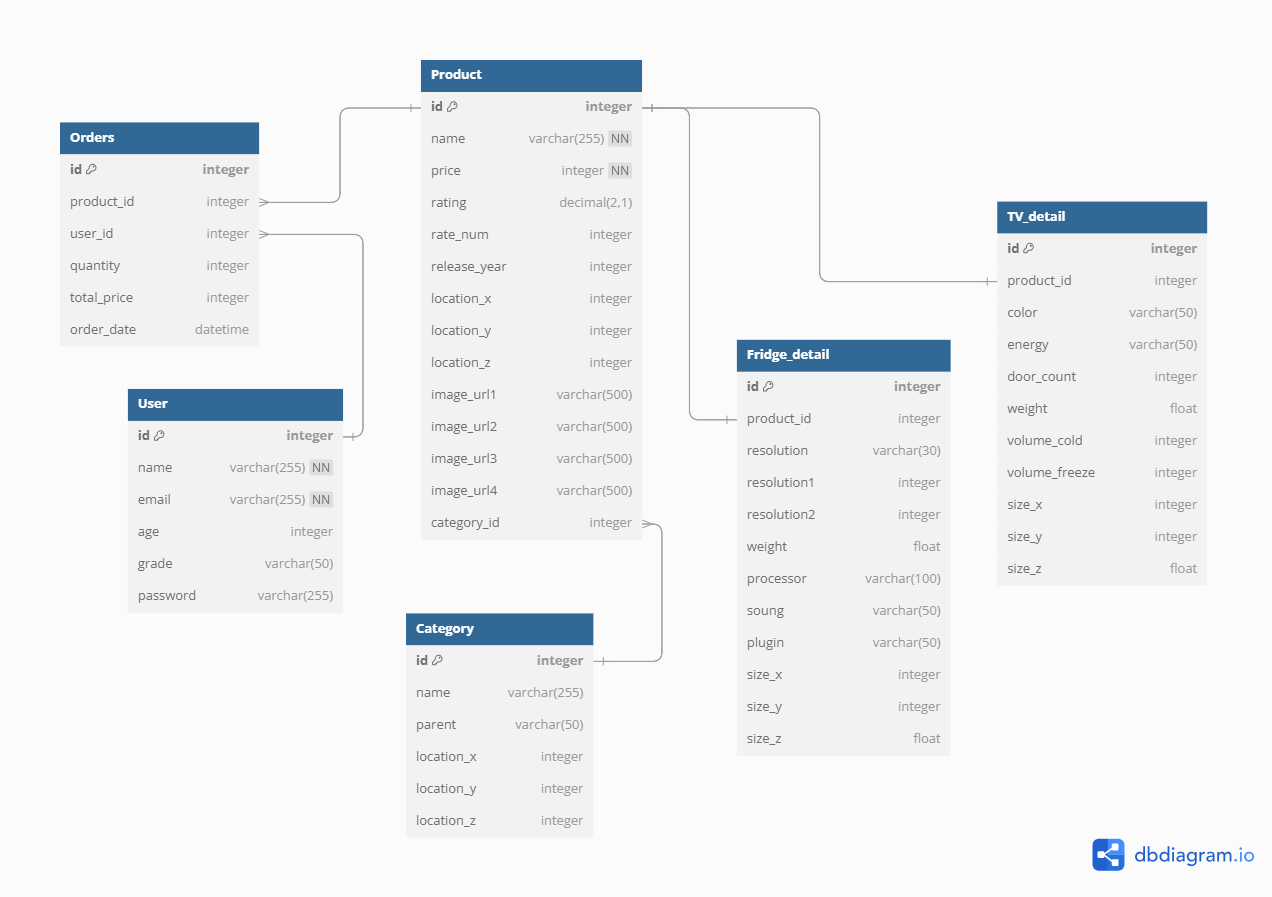 Product
id integer
name varchar(255) NN
price integer NN
rating decimal(2,1)
rate_num integer
release_year integer
location_x integer
location_y integer
location_z integer
image_url1 varchar(500)
image_url2 varchar(500)
image_url3 varchar(500)
image_url4 varchar(500)
category_id integer
Orders
id integer
product_id integer
user_id integer
quantity integer
total_price integer
order_date datetime
User
id integer
name varchar(255) NN
email varchar(255) NN
age integer
grade varchar(50)
password varchar(255)
Category
id integer
name varchar(255)
parent varchar(50)
location_x integer
location_y integer
location_z integer
Fridge_detail
id integer
product_id integer
resolution varchar(30)
resolution1 integer
resolution2 integer
weight float
processor varchar(100)
soung varchar(50)
plugin varchar(50)
size_x integer
size_y integer
size_z float
TV_detail
id integer
product_id integer
color varchar(50)
energy varchar(50)
door_count integer
weight float
volume_cold integer
volume_freeze integer
size_x integer
size_y integer
size_z float
dbdiagram.io